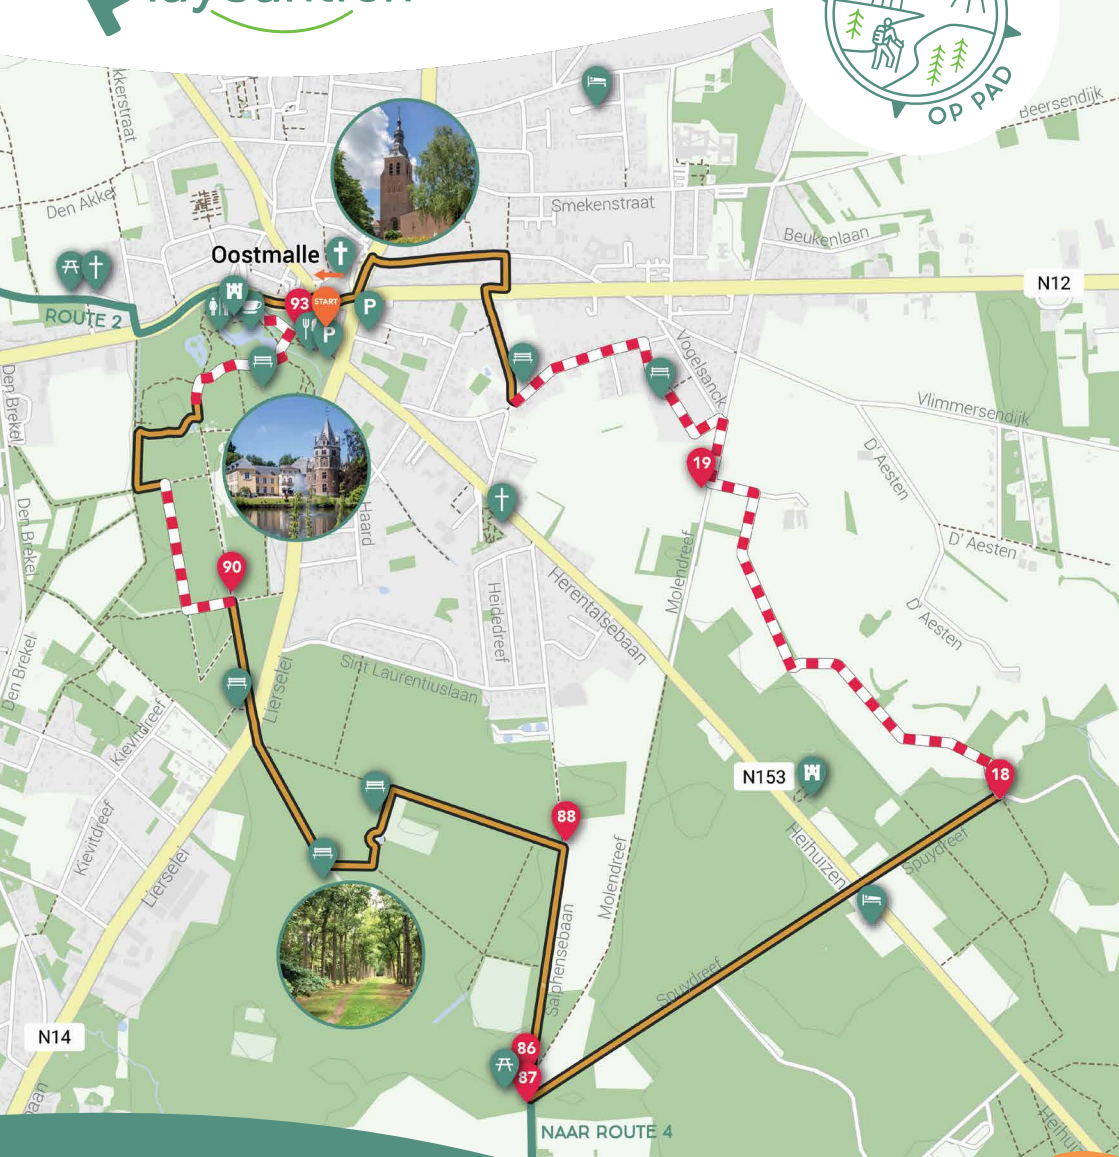 OP PAD
Beersendijk
Den Akker
Smekenstraat
Beukenlaan
Oostmalle
N12
93
START
P
P
ROUTE 2
Vogelsanck
Den Brekel
Vlimmersendijk
19
D' Aesten
Den Brekel
Haard
D' Aesten
90
Molendreef
Herentalsebaan
Heidedreef
D' Aesten
Den Brekel
Sint Laurentiuslaan
Lierselei
Kievitdreef
N153
18
88
Kievitdreef
Heihuizen
Spuydreef
Lierselei
Molendreef
Salphensebaan
Spuydreef
N14
86
87
NAAR ROUTE 4